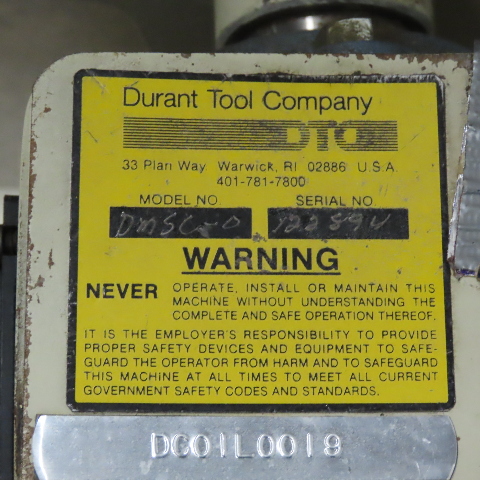 Durant Tool Company
DTC
33 Plan Way Warwick, RI 02886 U.S.A.
401-781-7800
MODEL NO. SERIAL NO.
122894
WARNING
NEVER OPERATE, INSTALL OR MAINTAIN THIS
MACHINE WITHOUT UNDERSTANDING THE
COMPLETE AND SAFE OPERATION THEREOF.
IT IS THE EMPLOYER'S RESPONSIBILITY TO PROVIDE
PROPER SAFETY DEVICES AND EQUIPMENT TO SAFE-
GUARD THE OPERATOR FROM HARM AND TO SAFEGUARD
THIS MACHINE AT ALL TIMES TO MEET ALL CURRENT
GOVERNMENT SAFETY CODES AND STANDARDS.
DC01L0019